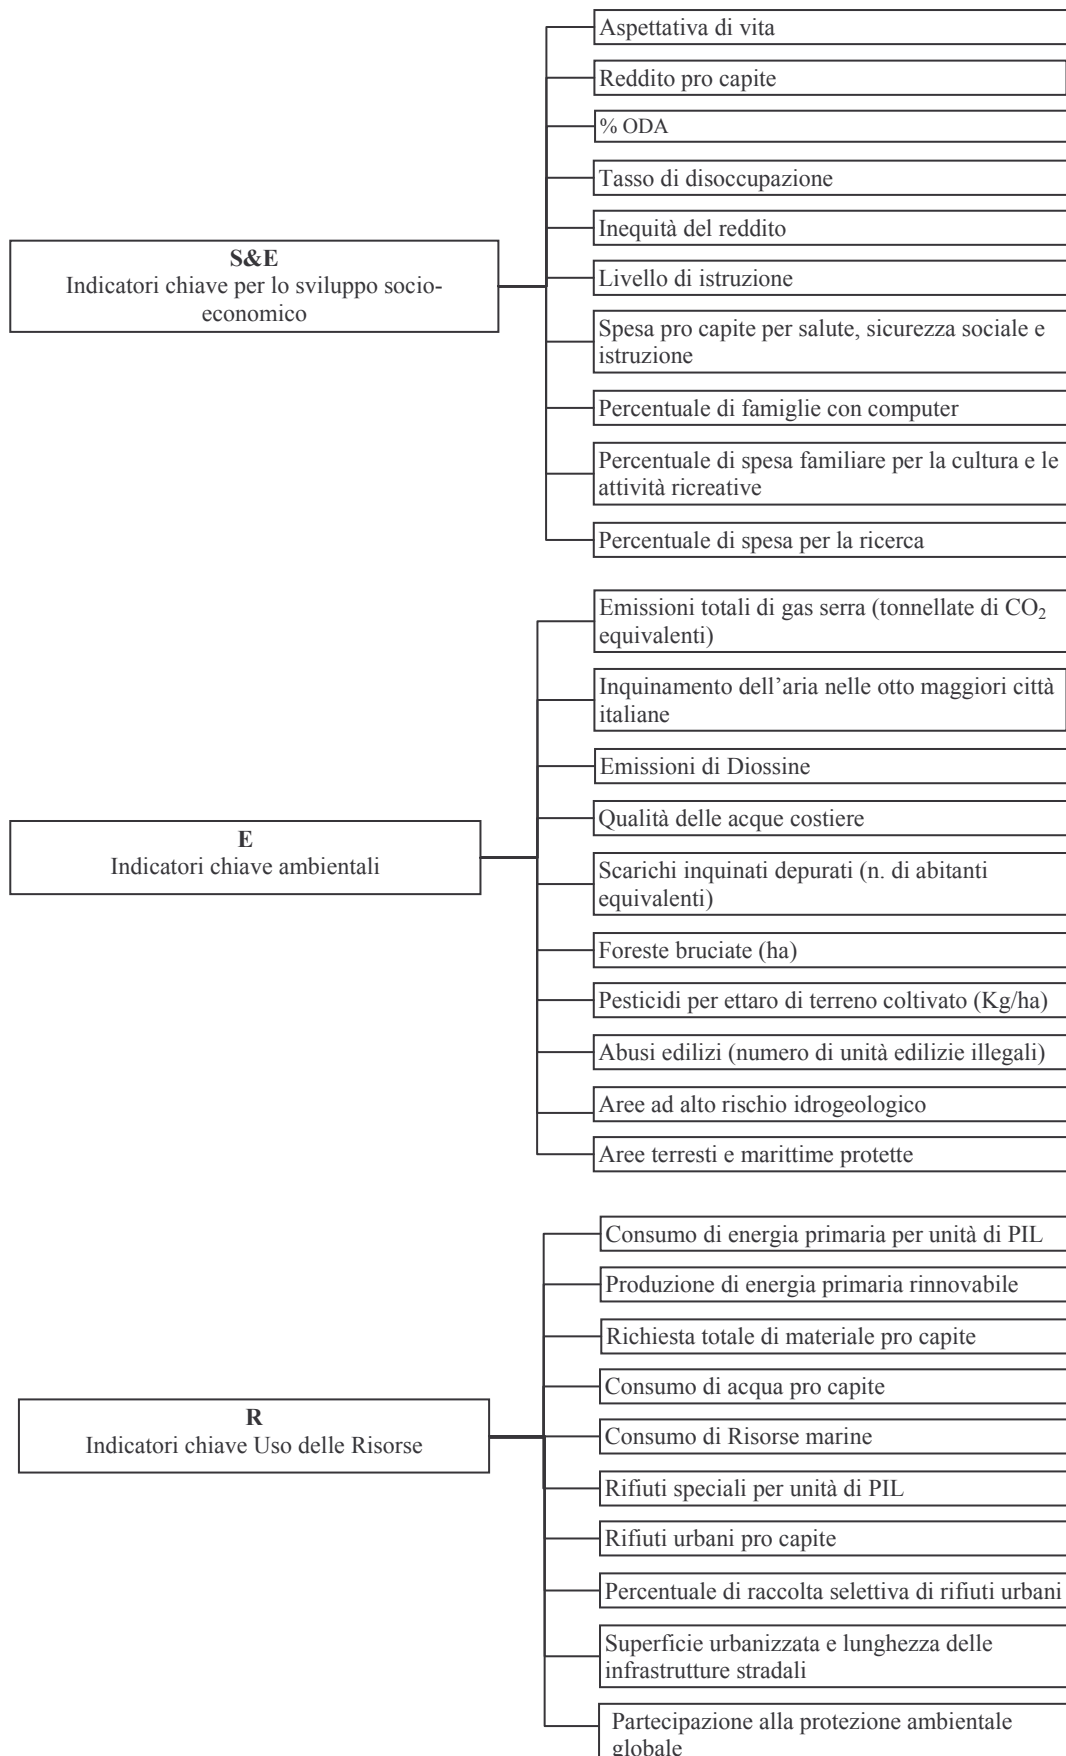 Aspettativa di vita
Reddito pro capite
% ODA
Tasso di disoccupazione
Inequità del reddito
S&E
Indicatori chiave per lo sviluppo socio-
economico
Livello di istruzione
Spesa pro capite per salute, sicurezza sociale e
istruzione
Percentuale di famiglie con computer
Percentuale di spesa familiare per la cultura e le
attività ricreative
Percentuale di spesa per la ricerca
Emissioni totali di gas serra (tonnellate di CO₂
equivalenti)
Inquinamento dell’aria nelle otto maggiori città
italiane
Emissioni di Diossine
Qualità delle acque costiere
E
Indicatori chiave ambientali
Scarichi inquinati depurati (n. di abitanti
equivalenti)
Foreste bruciate (ha)
Pesticidi per ettaro di terreno coltivato (Kg/ha)
Abusi edilizi (numero di unità edilizie illegali)
Aree ad alto rischio idrogeologico
Aree terresti e marittime protette
Consumo di energia primaria per unità di PIL
Produzione di energia primaria rinnovabile
Richiesta totale di materiale pro capite
Consumo di acqua pro capite
R
Indicatori chiave Uso delle Risorse
Consumo di Risorse marine
Rifiuti speciali per unità di PIL
Rifiuti urbani pro capite
Percentuale di raccolta selettiva di rifiuti urbani
Superficie urbanizzata e lunghezza delle
infrastrutture stradali
Partecipazione alla protezione ambientale
globale